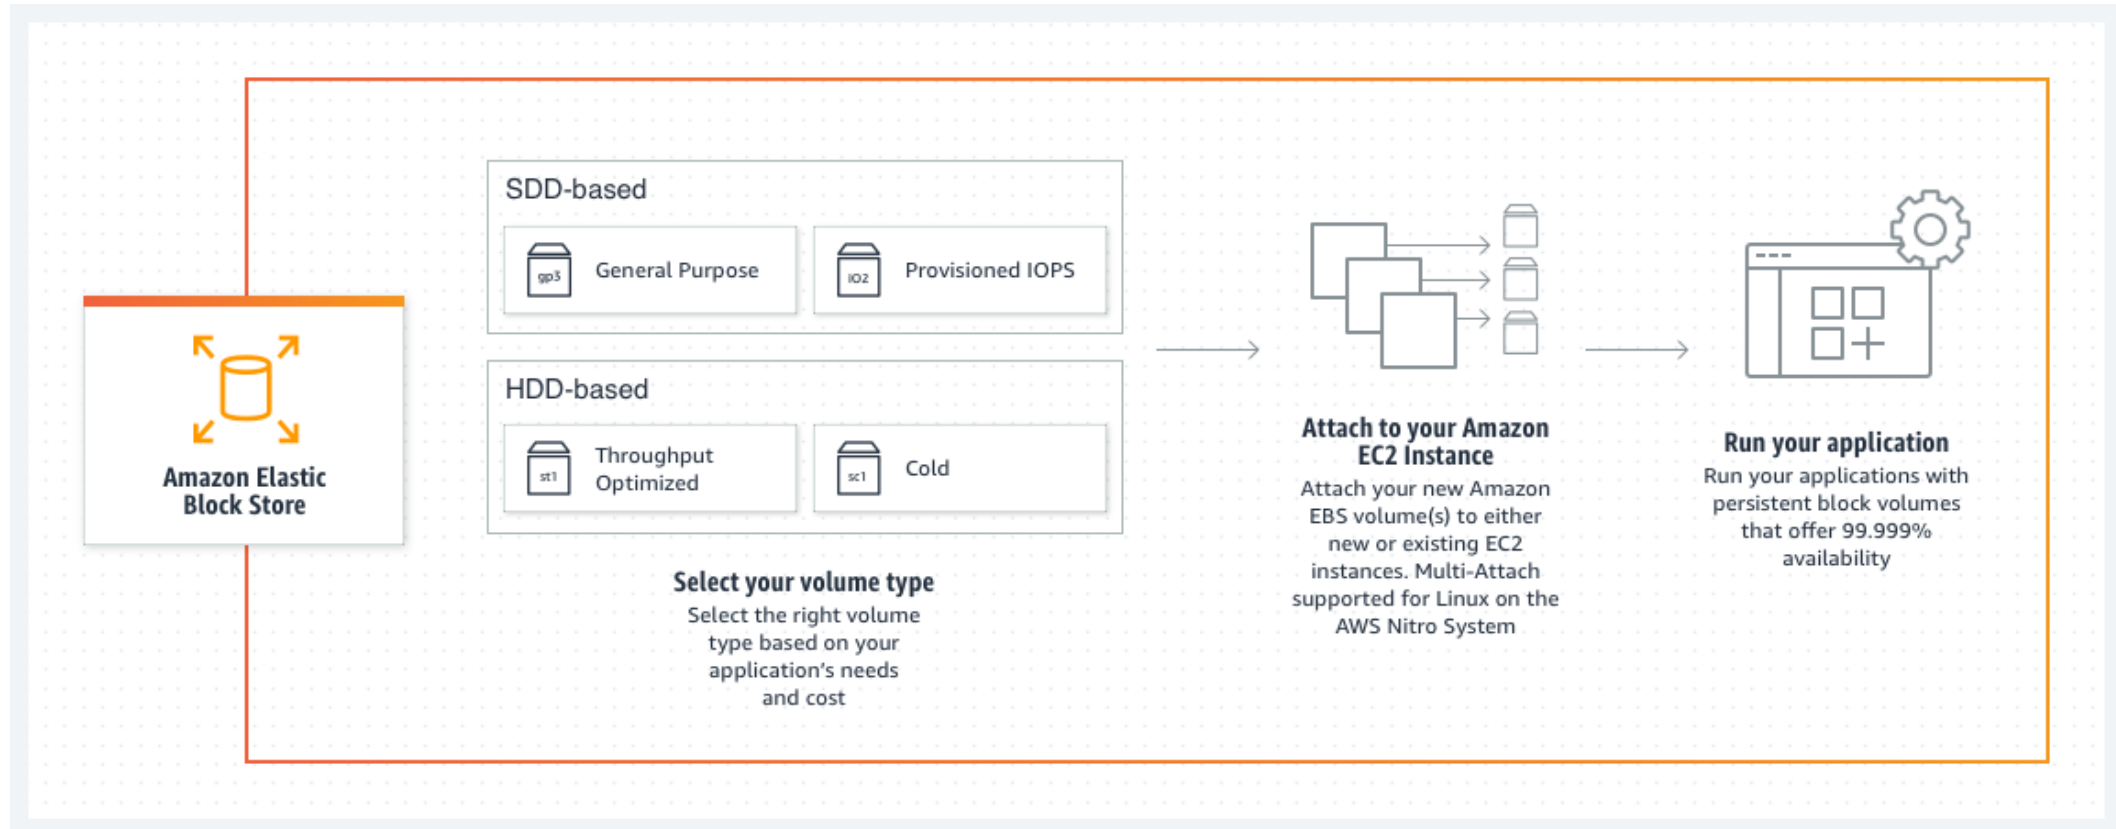 Amazon Elastic
Block Store
SDD-based
gp3
General Purpose
IO2
Provisioned IOPS
HDD-based
st1
Throughput
Optimized
sc1
Cold
Select your volume type
Select the right volume
type based on your
application's needs
and cost
Attach to your Amazon
EC2 Instance
Attach your new Amazon
EBS volume(s) to either
new or existing EC2
instances. Multi-Attach
supported for Linux on the
AWS Nitro System
Run your application
Run your applications with
persistent block volumes
that offer 99.999%
availability